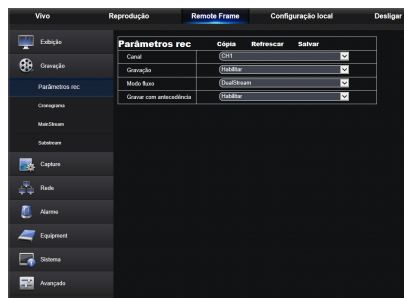 Vivo Reprodução Remote Frame Configuração local Desligar
Exibição
Gravação
Parâmetros rec
Cronograma
MainStream
Substream
Capture
Rede
Alarme
Equipment
Sistema
Avançado
Parâmetros rec Cópia Refrescar Salvar
Canal CH1
Gravação Habilitar
Modo fluxo DualStream
Gravar com antecedência Habilitar